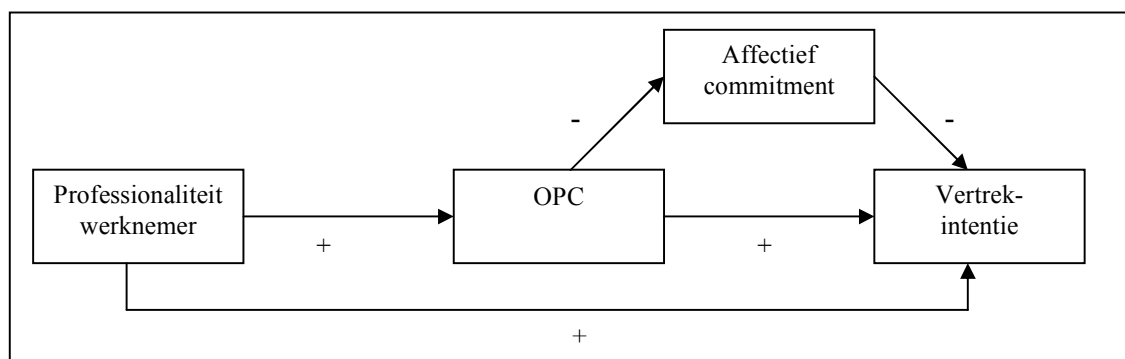 Affectief
commitment
-
-
Professionaliteit
werknemer
OPC
Vertrek-
intentie
+
+
+